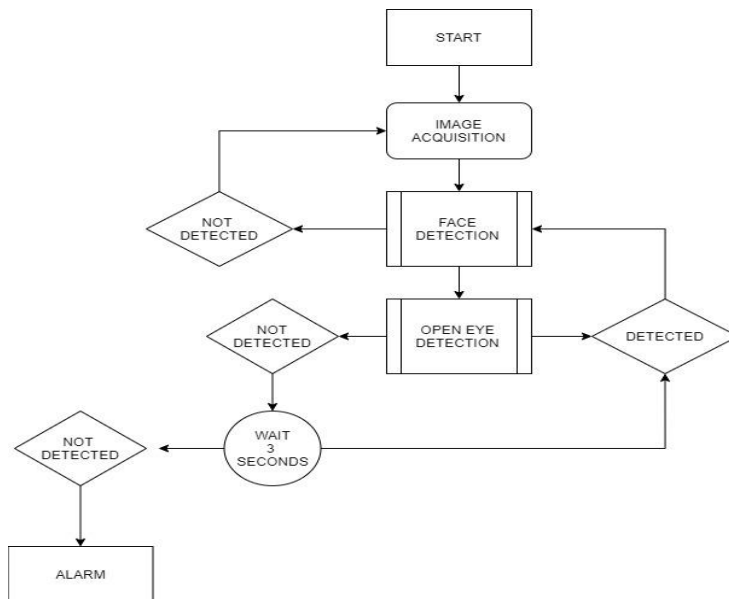 START
IMAGE
ACQUISITION
NOT
DETECTED
FACE
DETECTION
NOT
DETECTED
OPEN EYE
DETECTION
DETECTED
NOT
DETECTED
WAIT
3
SECONDS
ALARM